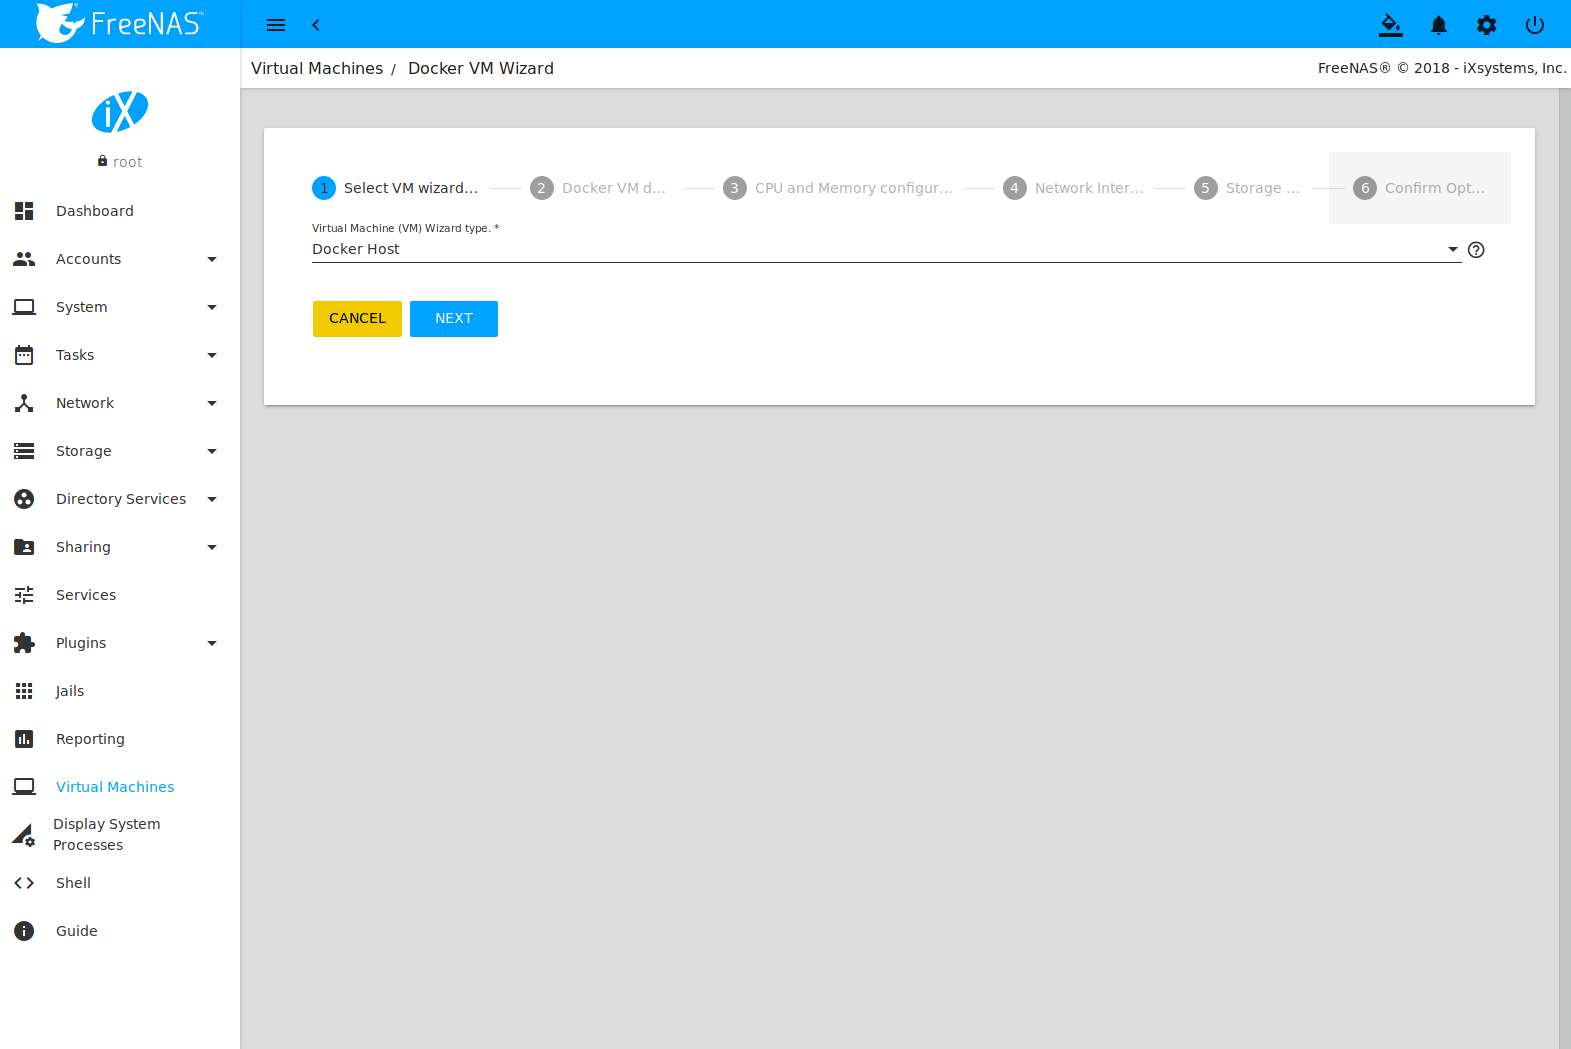 FreeNAS™
Virtual Machines / Docker VM Wizard
FreeNAS® © 2018 - iXsystems, Inc.
iX
root
Dashboard
Accounts
System
Tasks
Network
Storage
Directory Services
Sharing
Services
Plugins
Jails
Reporting
Virtual Machines
Display System
Processes
Shell
Guide
1 Select VM wizard... 2 Docker VM d... 3 CPU and Memory configur... 4 Network Inter... 5 Storage ... 6 Confirm Opt...
Virtual Machine (VM) Wizard type. *
Docker Host
CANCEL NEXT